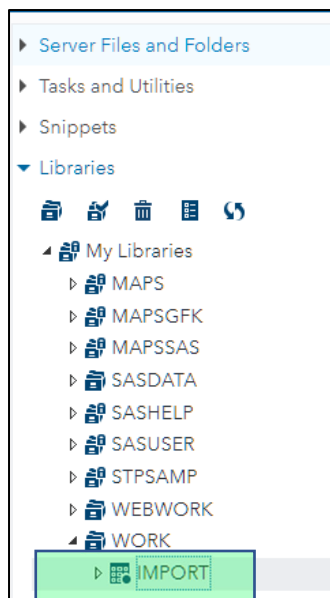 Server Files and Folders
Tasks and Utilities
Snippets
Libraries
My Libraries
MAPS
MAPSGFK
MAPSSAS
SASDATA
SASHELP
SASUSER
STPSAMP
WEBWORK
WORK
IMPORT